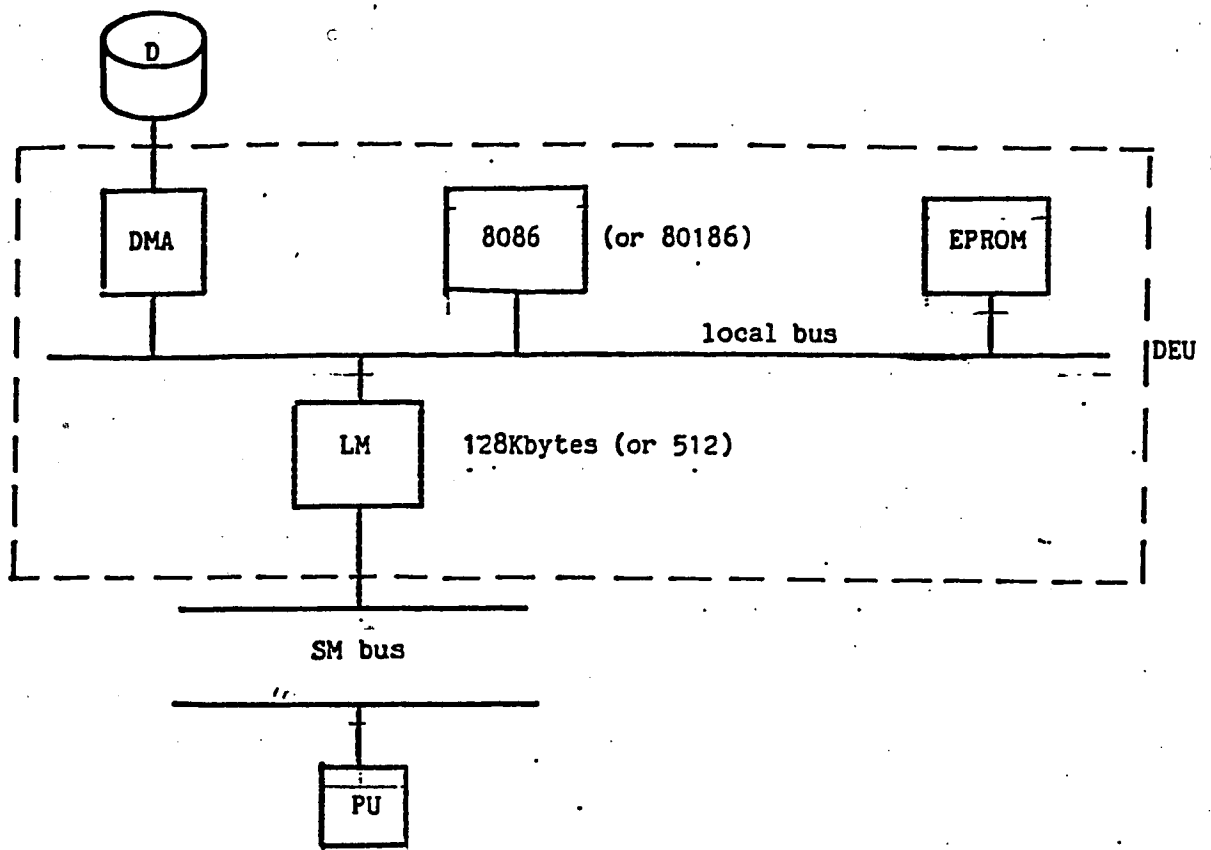 D
DMA
8086 (or 80186)
EPROM
local bus
DEU
LM
128Kbytes (or 512)
SM bus
PU